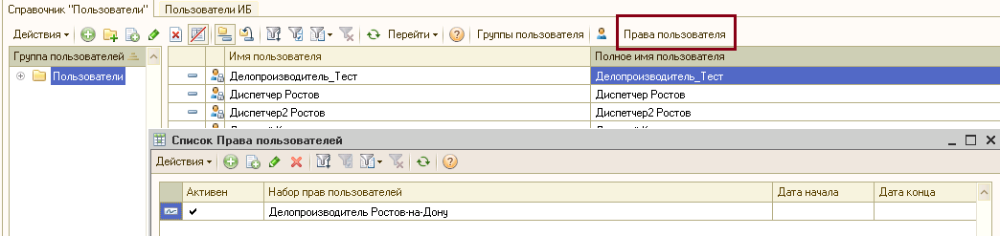 Справочник "Пользователи" Пользователи ИБ
Действия Перейти Группы пользователя Права пользователя
Группа пользователей Имя пользователя Полное имя пользователя
Пользователи Делопроизводитель_Тест Делопроизводитель_Тест
Диспетчер Ростов Диспетчер Ростов
Диспетчер2 Ростов Диспетчер2 Ростов
Список Права пользователей
Действия
Активен Набор прав пользователей Дата начала Дата конца
Делопроизводитель Ростов-на-Дону